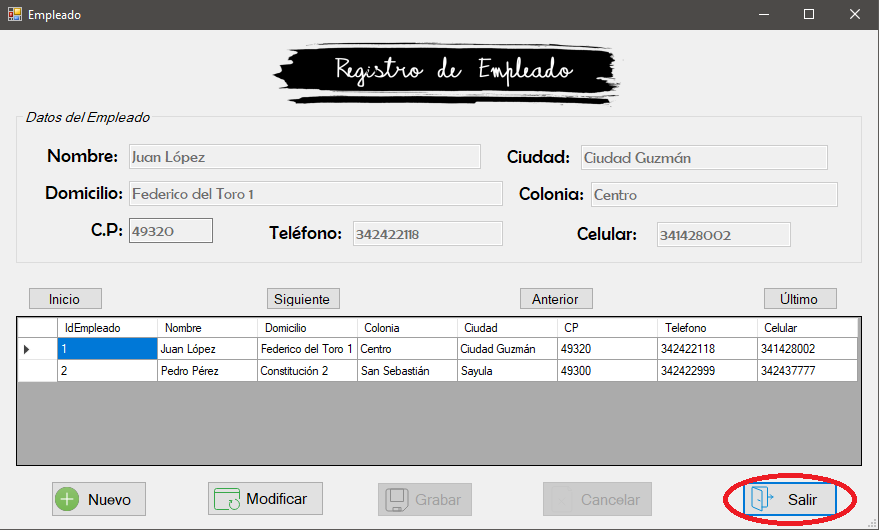 Empleado
Registro de Empleado
Datos del Empleado
Nombre: Juan López Ciudad: Ciudad Guzmán
Domicilio: Federico del Toro 1 Colonia: Centro
C.P: 49320 Teléfono: 342422118 Celular: 341428002
Inicio Siguiente Anterior Último
IdEmpleado Nombre Domicilio Colonia Ciudad CP Telefono Celular
1 Juan López Federico del Toro 1 Centro Ciudad Guzmán 49320 342422118 341428002
2 Pedro Pérez Constitución 2 San Sebastián Sayula 49300 342422999 342437777
Nuevo Modificar Grabar Cancelar Salir